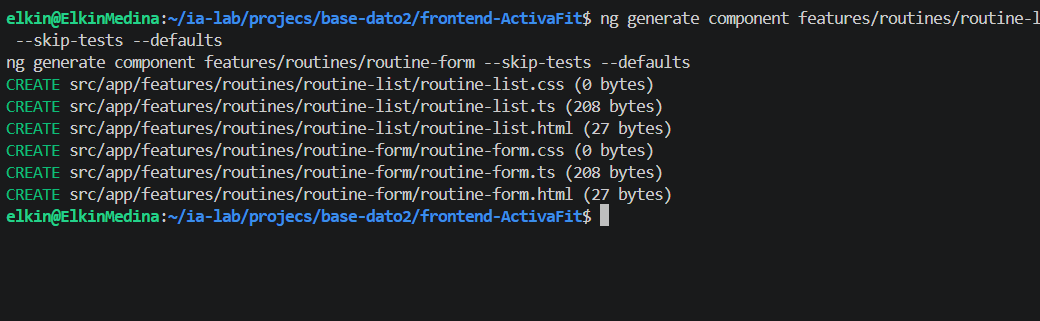 elkin@ElkinMedina:~/ia-lab/projecs/base-dato2/frontend-ActivaFit$ ng generate component features/routines/routine-l
--skip-tests --defaults
ng generate component features/routines/routine-form --skip-tests --defaults
CREATE src/app/features/routines/routine-list/routine-list.css (0 bytes)
CREATE src/app/features/routines/routine-list/routine-list.ts (208 bytes)
CREATE src/app/features/routines/routine-list/routine-list.html (27 bytes)
CREATE src/app/features/routines/routine-form/routine-form.css (0 bytes)
CREATE src/app/features/routines/routine-form/routine-form.ts (208 bytes)
CREATE src/app/features/routines/routine-form/routine-form.html (27 bytes)
elkin@ElkinMedina:~/ia-lab/projecs/base-dato2/frontend-ActivaFit$